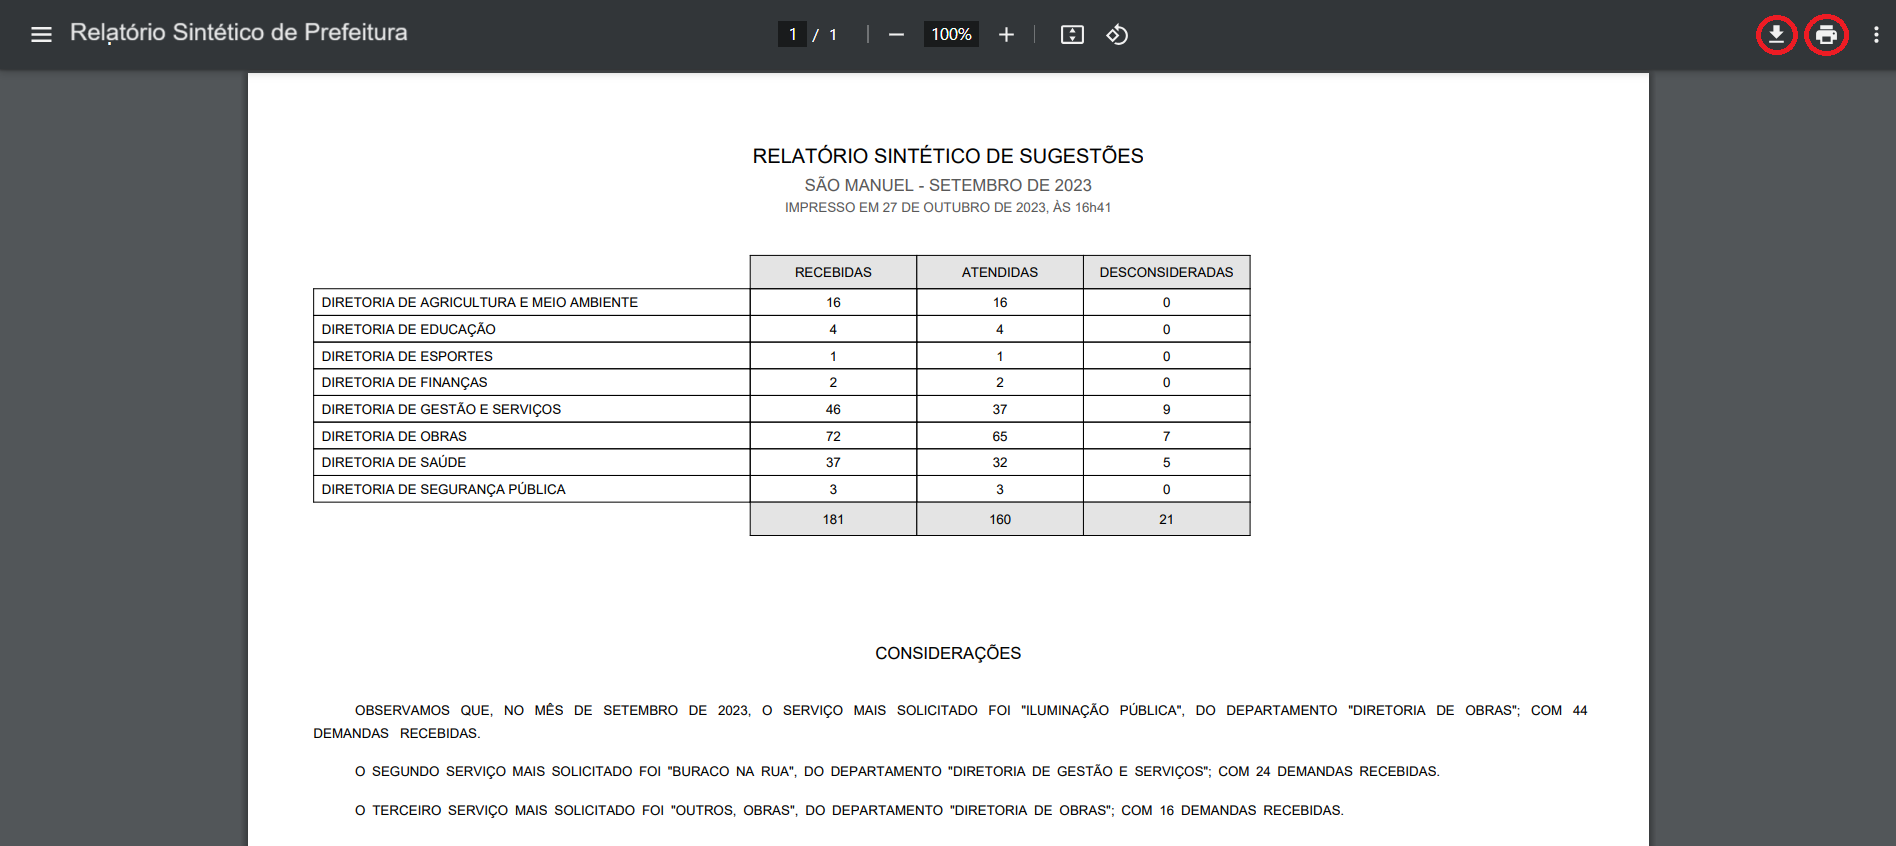 Relatório Sintético de Prefeitura
1 / 1
100%
RELATÓRIO SINTÉTICO DE SUGESTÕES
SÃO MANUEL - SETEMBRO DE 2023
IMPRESSO EM 27 DE OUTUBRO DE 2023, ÀS 16h41
RECEBIDAS ATENDIDAS DESCONSIDERADAS
DIRETORIA DE AGRICULTURA E MEIO AMBIENTE 16 16 0
DIRETORIA DE EDUCAÇÃO 4 4 0
DIRETORIA DE ESPORTES 1 1 0
DIRETORIA DE FINANÇAS 2 2 0
DIRETORIA DE GESTÃO E SERVIÇOS 46 37 9
DIRETORIA DE OBRAS 72 65 7
DIRETORIA DE SAÚDE 37 32 5
DIRETORIA DE SEGURANÇA PÚBLICA 3 3 0
181 160 21
CONSIDERAÇÕES
OBSERVAMOS QUE, NO MÊS DE SETEMBRO DE 2023, O SERVIÇO MAIS SOLICITADO FOI "ILUMINAÇÃO PÚBLICA", DO DEPARTAMENTO "DIRETORIA DE OBRAS"; COM 44
DEMANDAS RECEBIDAS.
O SEGUNDO SERVIÇO MAIS SOLICITADO FOI "BURACO NA RUA", DO DEPARTAMENTO "DIRETORIA DE GESTÃO E SERVIÇOS"; COM 24 DEMANDAS RECEBIDAS.
O TERCEIRO SERVIÇO MAIS SOLICITADO FOI "OUTROS, OBRAS", DO DEPARTAMENTO "DIRETORIA DE OBRAS"; COM 16 DEMANDAS RECEBIDAS.